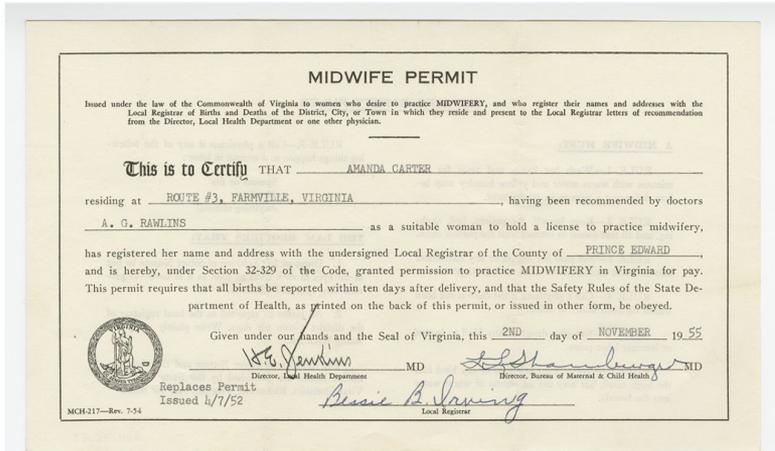 MIDWIFE PERMIT
Issued under the law of the Commonwealth of Virginia to women who desire to practice MIDWIFERY, and who register their names and addresses with the
Local Registrar of Births and Deaths of the District, City, or Town in which they reside and present to the Local Registrar letters of recommendation
from the Director, Local Health Department or one other physician.
This is to Certify THAT AMANDA CARTER
residing at ROUTE #3, FARMVILLE, VIRGINIA, having been recommended by doctors
A. G. RAWLINS as a suitable woman to hold a license to practice midwifery,
has registered her name and address with the undersigned Local Registrar of the County of PRINCE EDWARD,
and is hereby, under Section 32-329 of the Code, granted permission to practice MIDWIFERY in Virginia for pay.
This permit requires that all births be reported within ten days after delivery, and that the Safety Rules of the State De-
partment of Health, as printed on the back of this permit, or issued in other form, be obeyed.
Given under our hands and the Seal of Virginia, this 2ND day of NOVEMBER 1955
VIRGINIA
H.E. Jenkins MD
MD
Director, Local Health Department
Director, Bureau of Maternal & Child Health
Replaces Permit
Issued 4/7/52
Bessie B. Irving
MCH-217—Rev. 7-54
Local Registrar